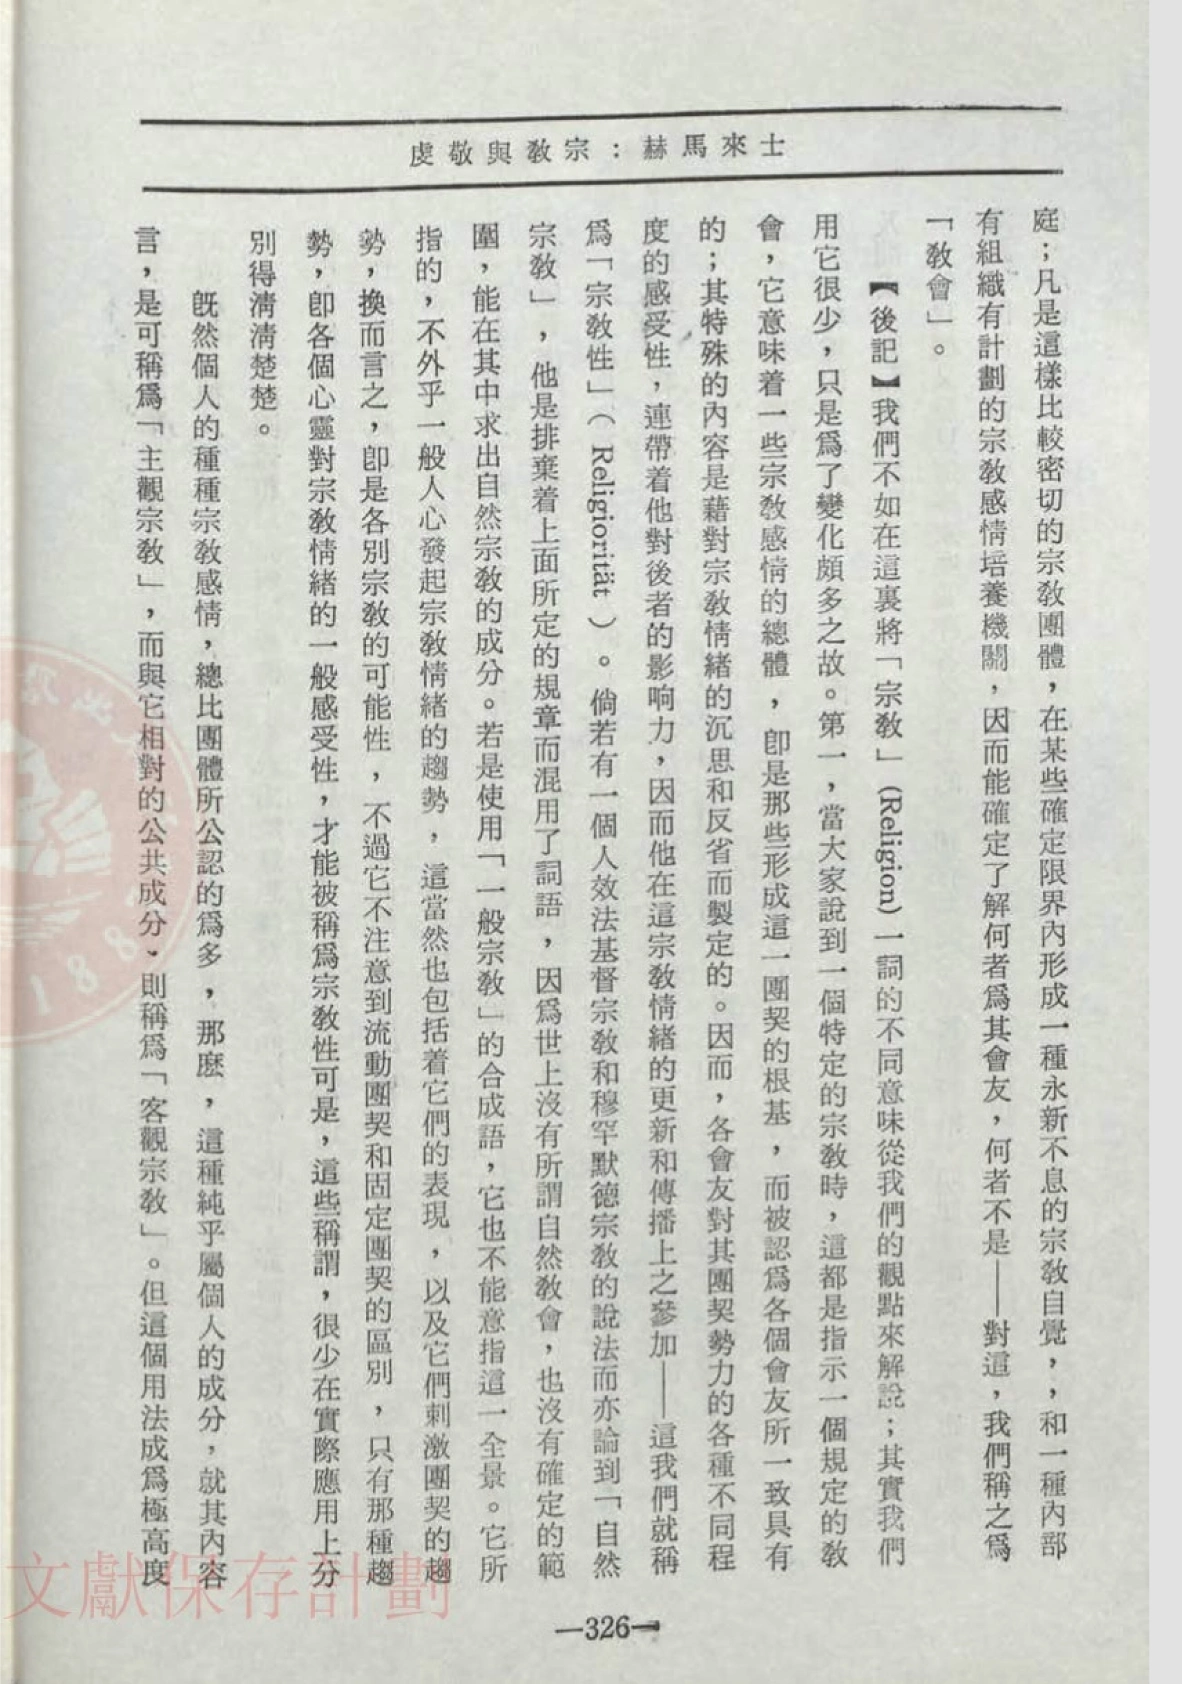 士來馬赫：宗教與敬虔
庭；凡是這樣比較密切的宗教團體，在某些確定限界內形成一種永新不息的宗教自覺，，和一種內部
有組織有計劃的宗教感情培養機關，因而能確定了解何者爲其會友，何者不是——對這，我們稱之爲
「教會」。
【後記】我們不如在這裏將「宗教」(Religion)一詞的不同意味從我們的觀點來解說；其實我們
用它很少，只是爲了變化頗多之故。第一，當大家說到一個特定的宗教時，這都是指示一個規定的教
會，它意味着一些宗教感情的總體，卽是那些形成這一團契的根基，而被認爲各個會友所一致具有
的；其特殊的內容是藉對宗教情緒的沉思和反省而製定的。因而，各會友對其團契勢力的各種不同程
度的感受性，連帶着他對後者的影响力，因而他在這宗教情緒的更新和傳播上之參加——這我們就稱
爲「宗教性」（Religiorität）。倘若有一個人效法基督宗教和穆罕默德宗教的說法而亦論到「自然
宗教」，他是排棄着上面所定的規章而混用了詞語，因爲世上沒有所謂自然教會，也沒有確定的範
圍，能在其中求出自然宗教的成分。若是使用「一般宗教」的合成語，它也不能意指這一全景。它所
指的，不外乎一般人心發起宗教情緒的趨勢，這當然也包括着它們的表現，以及它們刺激團契的趨
勢，換而言之，卽是各別宗教的可能性，不過它不注意到流動團契和固定團契的區別，只有那種趨
勢，卽各個心靈對宗教情緒的一般感受性，才能被稱爲宗教性可是，這些稱謂，很少在實際應用上分
別得淸淸楚楚。
旣然個人的種種宗教感情，總比團體所公認的爲多，那麽，這種純乎屬個人的成分，就其內容
言，是可稱爲「主觀宗教」，而與它相對的公共成分，則稱爲「客觀宗教」。但這個用法成爲極高度
—326—
文獻保存計劃
188